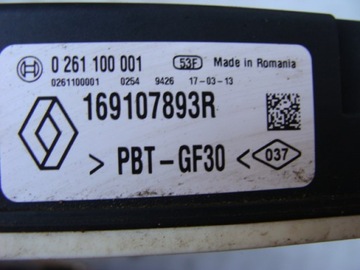 0 261 100 001 53F Made in Romania
0261100001 0254 9426 17-03-13
169107893R
> PBT-GF30 < 037